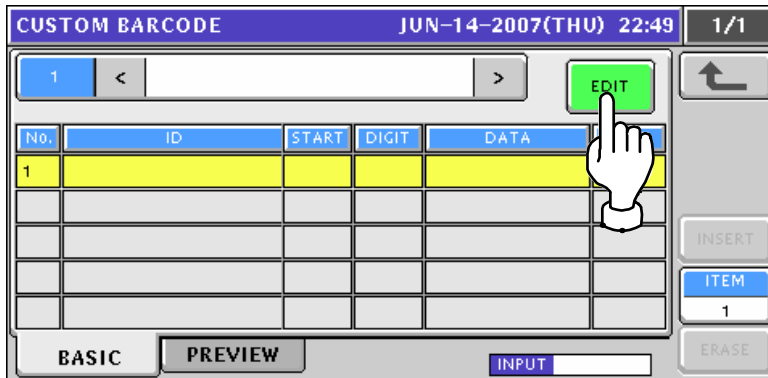 CUSTOM BARCODE JUN-14-2007(THU) 22:49 1/1
1 < > EDIT
No. ID START DIGIT DATA
1
INSERT
ITEM
1
BASIC PREVIEW INPUT ERASE